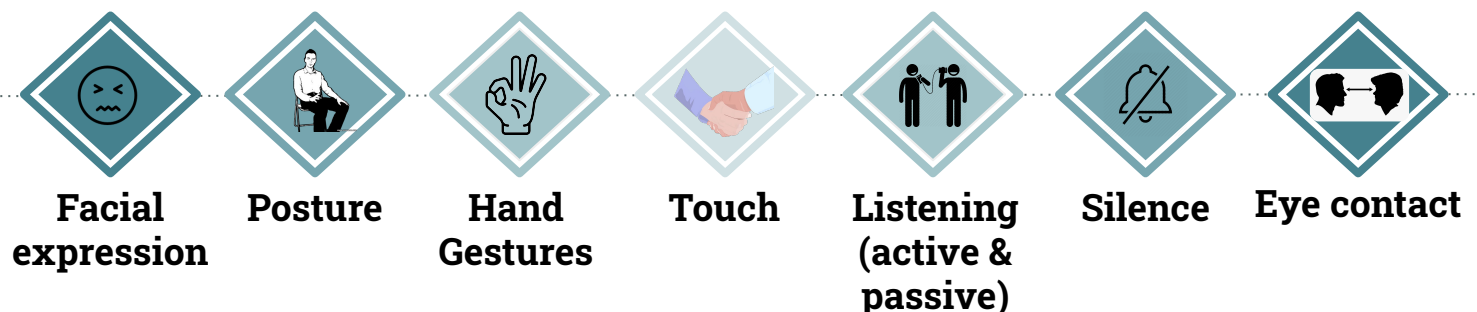 Facial
expression
Posture
Hand
Gestures
Touch
Listening
(active &
passive)
Silence
Eye contact